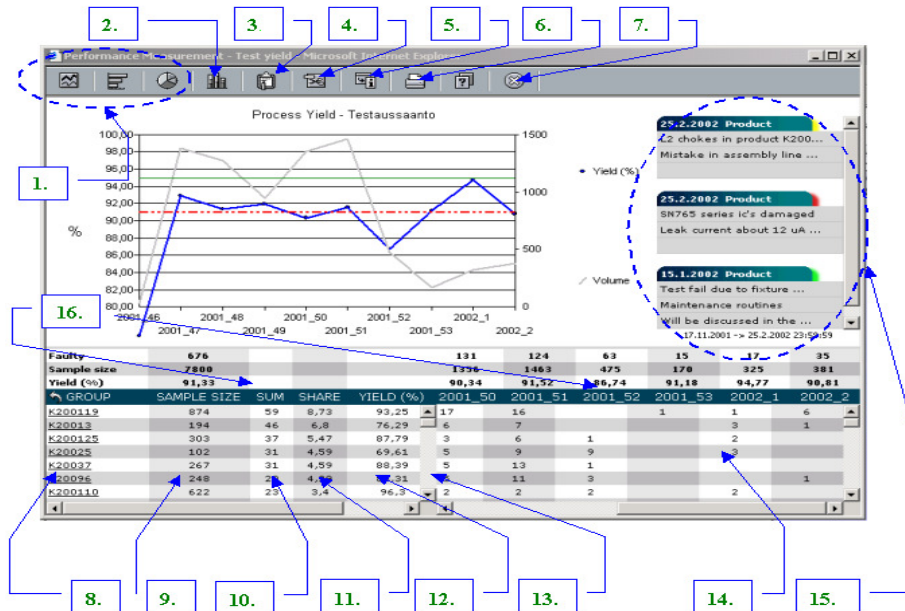 2. 3. 4. 5. 6. 7.
Performance Measurement - Test yield - Microsoft Internet Explorer
Process Yield - Testaussaanto
1.
%
100,00
98,00
96,00
94,00
92,00
90,00
88,00
86,00
84,00
82,00
80,00
1500
1000
500
0
Yield (%)
Volume
2001_46 2001_48 2001_50 2001_52 2002_1
2001_47 2001_49 2001_51 2001_53 2002_2
25.2.2002 Product
L2 chokes in product K200...
Mistake in assembly line ...
25.2.2002 Product
SN765 series ic's damaged
Leak current about 12 uA ...
15.1.2002 Product
Test fail due to fixture ...
Maintenance routines
Will be discussed in the ...
17.11.2001 -> 25.2.2002 23:59:59
16.
Faulty 676 131 124 63 15 17 35
Sample size 7800 1356 1463 475 170 325 381
Yield (%) 91,33 90,34 91,52 86,74 91,18 94,77 90,81
GROUP SAMPLE SIZE SUM SHARE YIELD (%) 2001_50 2001_51 2001_52 2001_53 2002_1 2002_2
K200119 874 59 8,73 93,25 17 16 1 1 6
K20013 194 46 6,8 76,29 6 7 3 1
K200125 303 37 5,47 87,79 3 6 1 2
K20025 102 31 4,59 69,61 5 9 9 3
K20037 267 31 4,59 88,39 5 13 1
K20096 248 11 3 1
K200110 622 23 3,4 96,3 2 2 2 2 2
8. 9. 10. 11. 12. 13. 14. 15.